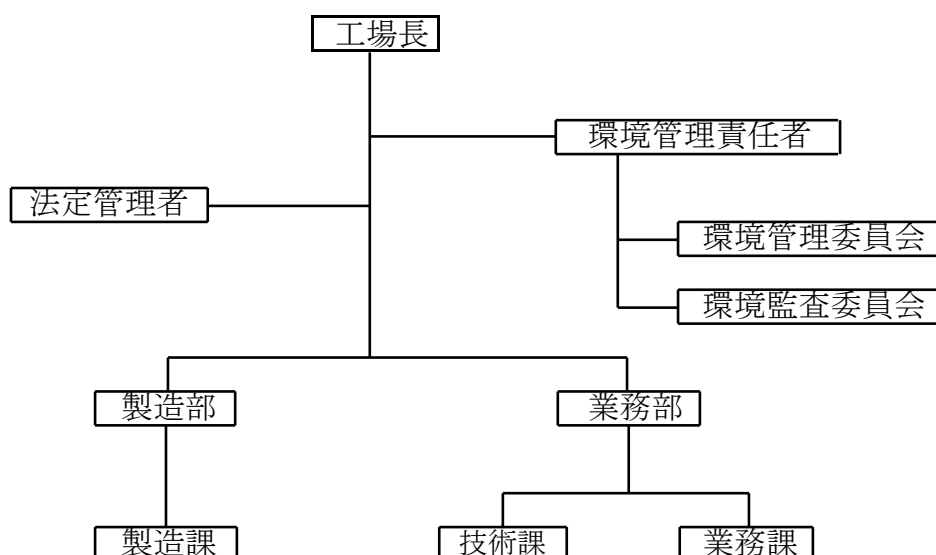 工場長
環境管理責任者
法定管理者
環境管理委員会
環境監査委員会
製造部
業務部
製造課
技術課
業務課